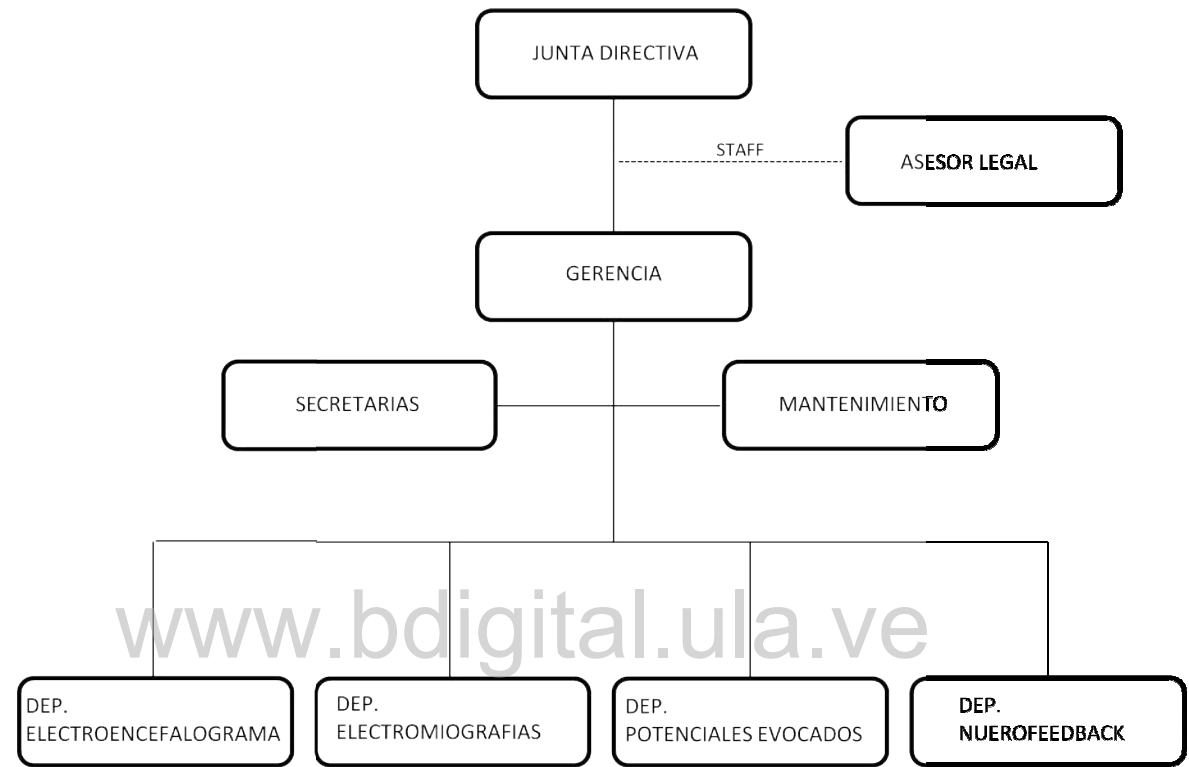 JUNTA DIRECTIVA
STAFF
ASESOR LEGAL
GERENCIA
SECRETARIAS
MANTENIMIENTO
www.bdigital.ula.ve
DEP.
ELECTROENCEFALOGRAMA
DEP.
ELECTROMIOGRAFIAS
DEP.
POTENCIALES EVOCADOS
DEP.
NUEROFEEDBACK